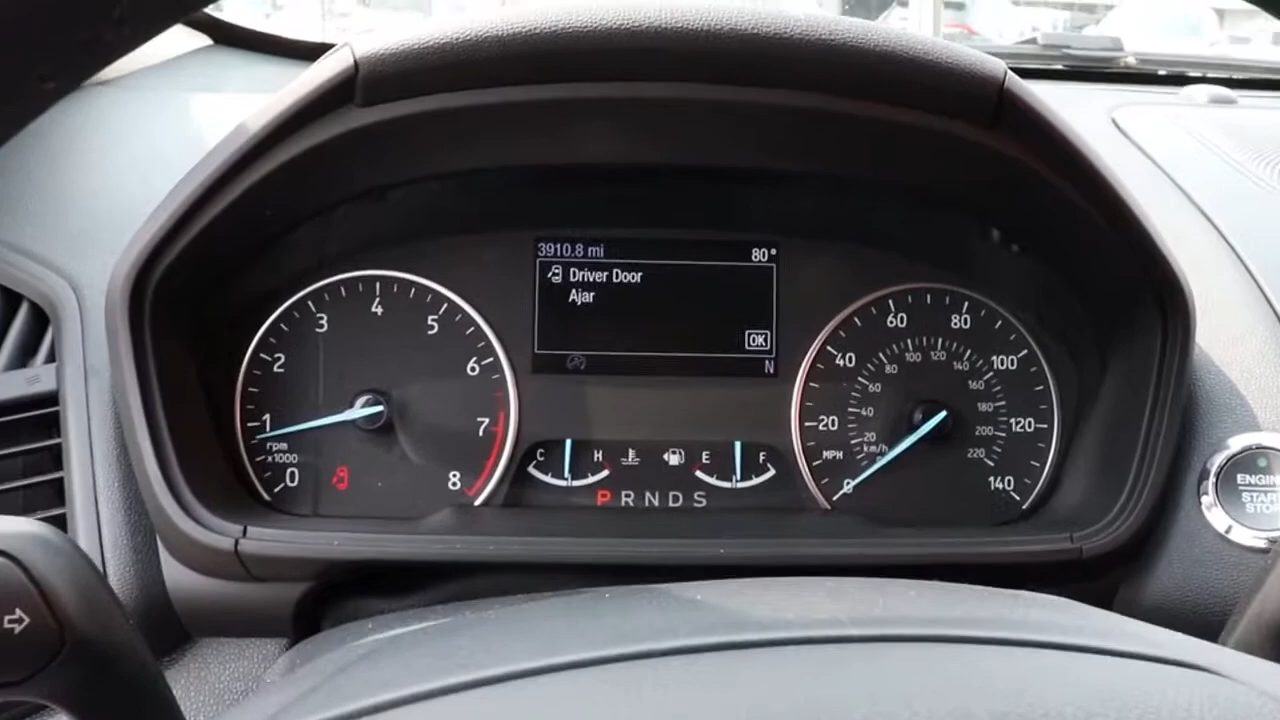 3910.8 mi
80°
Driver Door
Ajar
OK
N
0
1
2
3
4
5
6
7
8
rpm
x1000
C
H
E
F
P R N D S
0
20
40
60
80
100
120
140
MPH
km/h
20
40
60
80
100
120
140
160
180
200
220
ENGIN
START
STOP